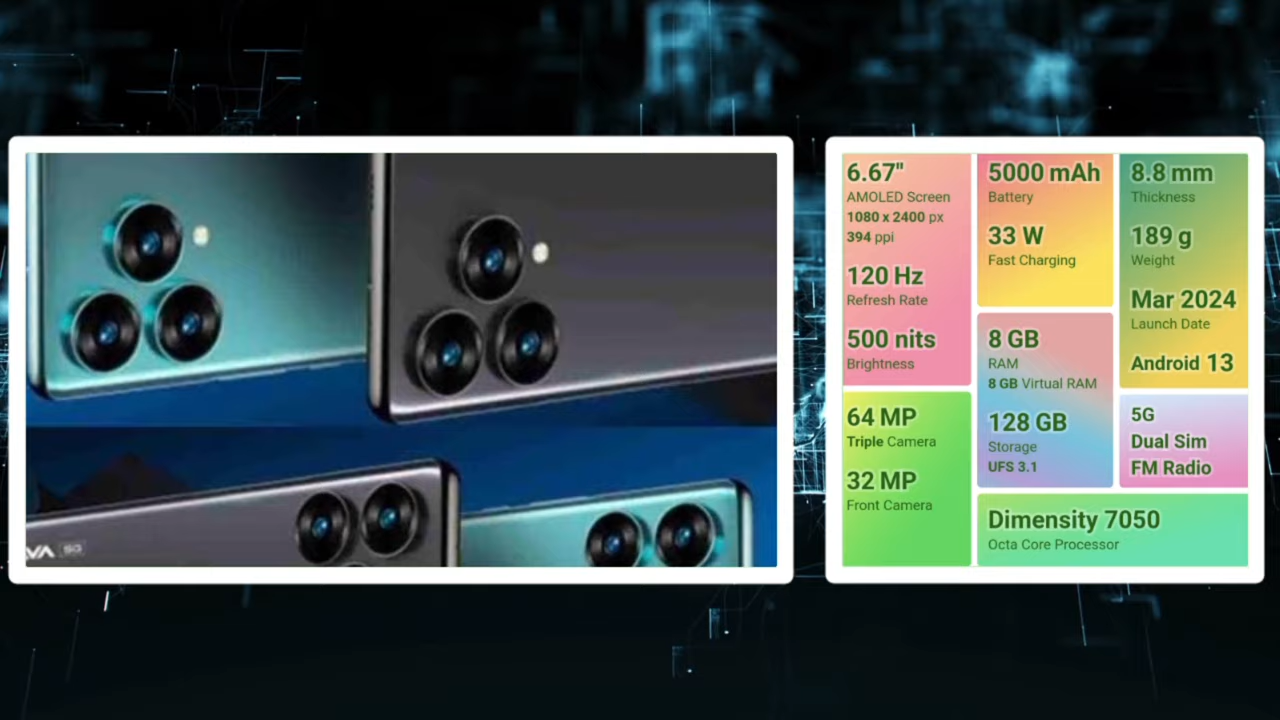 VA 5G
6.67"
AMOLED Screen
1080 x 2400 px
394 ppi
120 Hz
Refresh Rate
500 nits
Brightness
64 MP
Triple Camera
32 MP
Front Camera
5000 mAh
Battery
33 W
Fast Charging
8 GB
RAM
8 GB Virtual RAM
128 GB
Storage
UFS 3.1
8.8 mm
Thickness
189 g
Weight
Mar 2024
Launch Date
Android 13
5G
Dual Sim
FM Radio
Dimensity 7050
Octa Core Processor